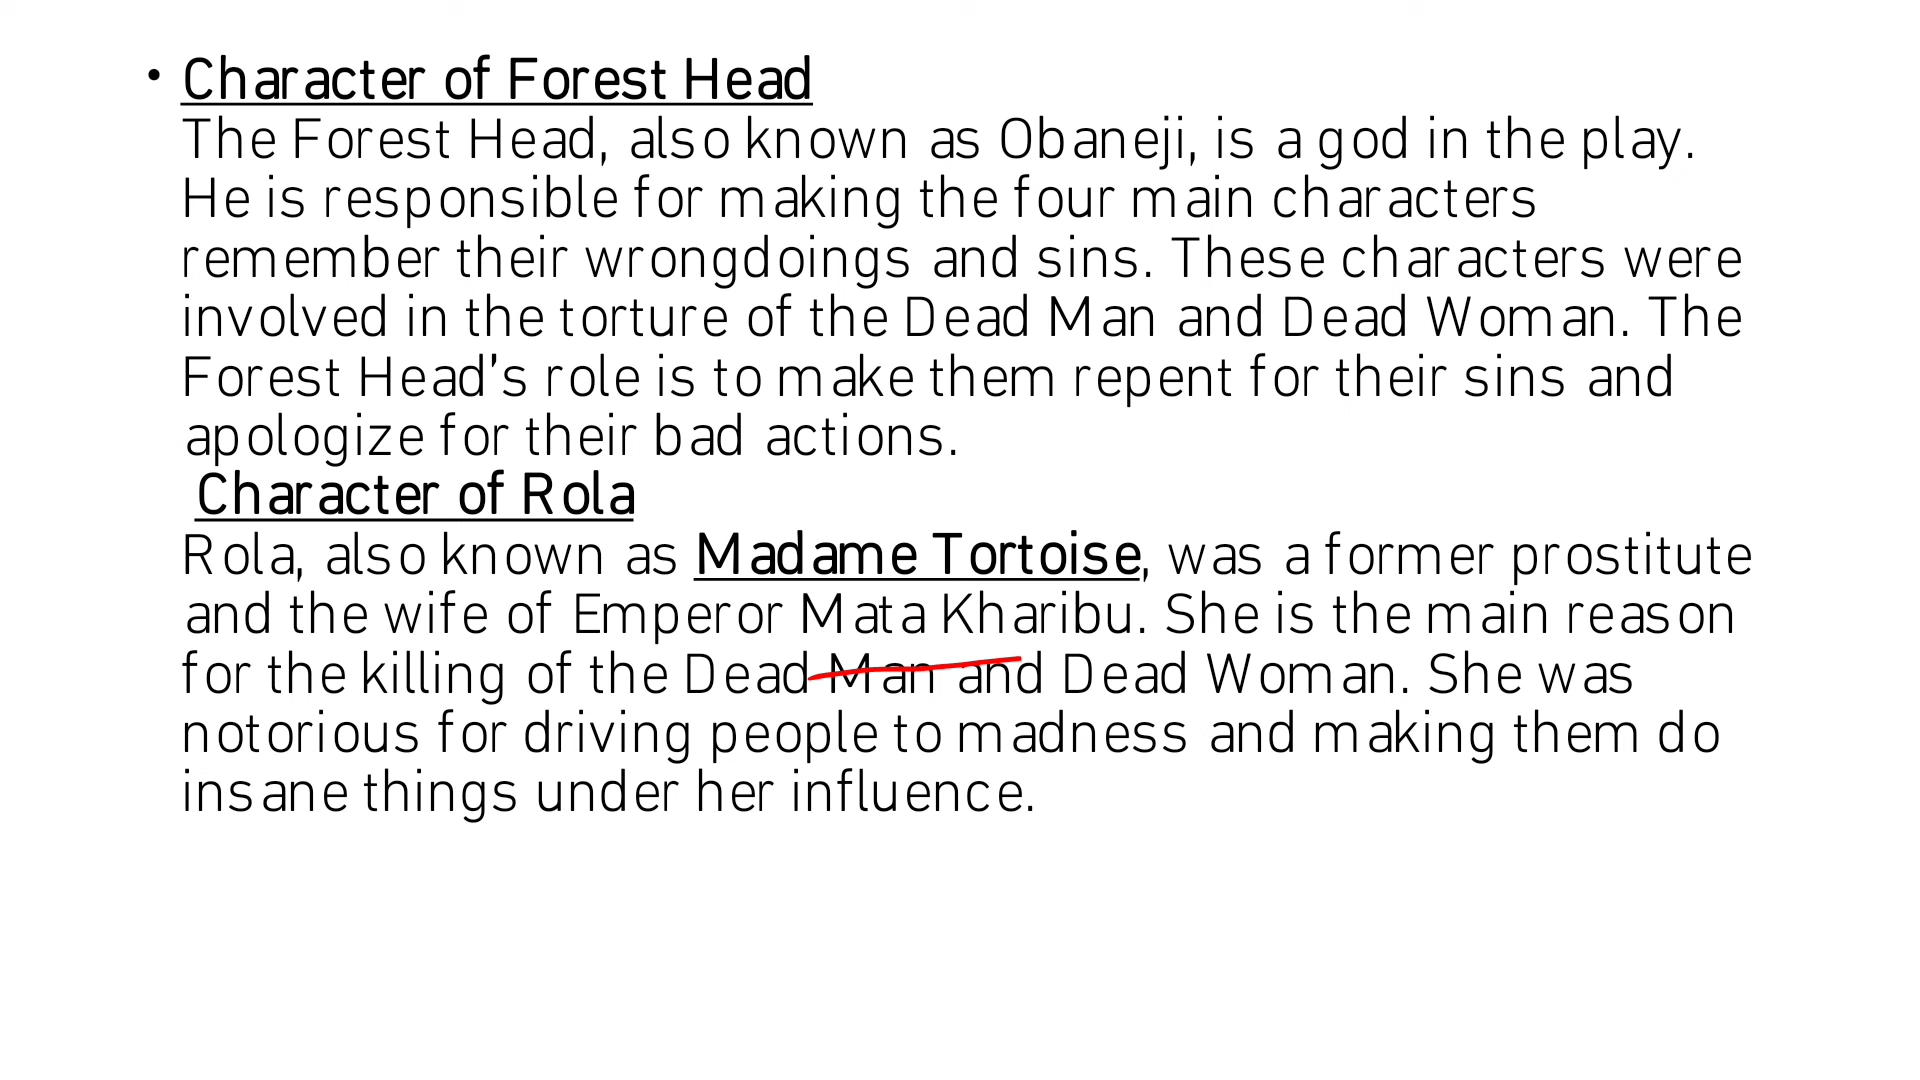 • Character of Forest Head
The Forest Head, also known as Obaneji, is a god in the play.
He is responsible for making the four main characters
remember their wrongdoings and sins. These characters were
involved in the torture of the Dead Man and Dead Woman. The
Forest Head’s role is to make them repent for their sins and
apologize for their bad actions.
Character of Rola
Rola, also known as Madame Tortoise, was a former prostitute
and the wife of Emperor Mata Kharibu. She is the main reason
for the killing of the Dead Man and Dead Woman. She was
notorious for driving people to madness and making them do
insane things under her influence.